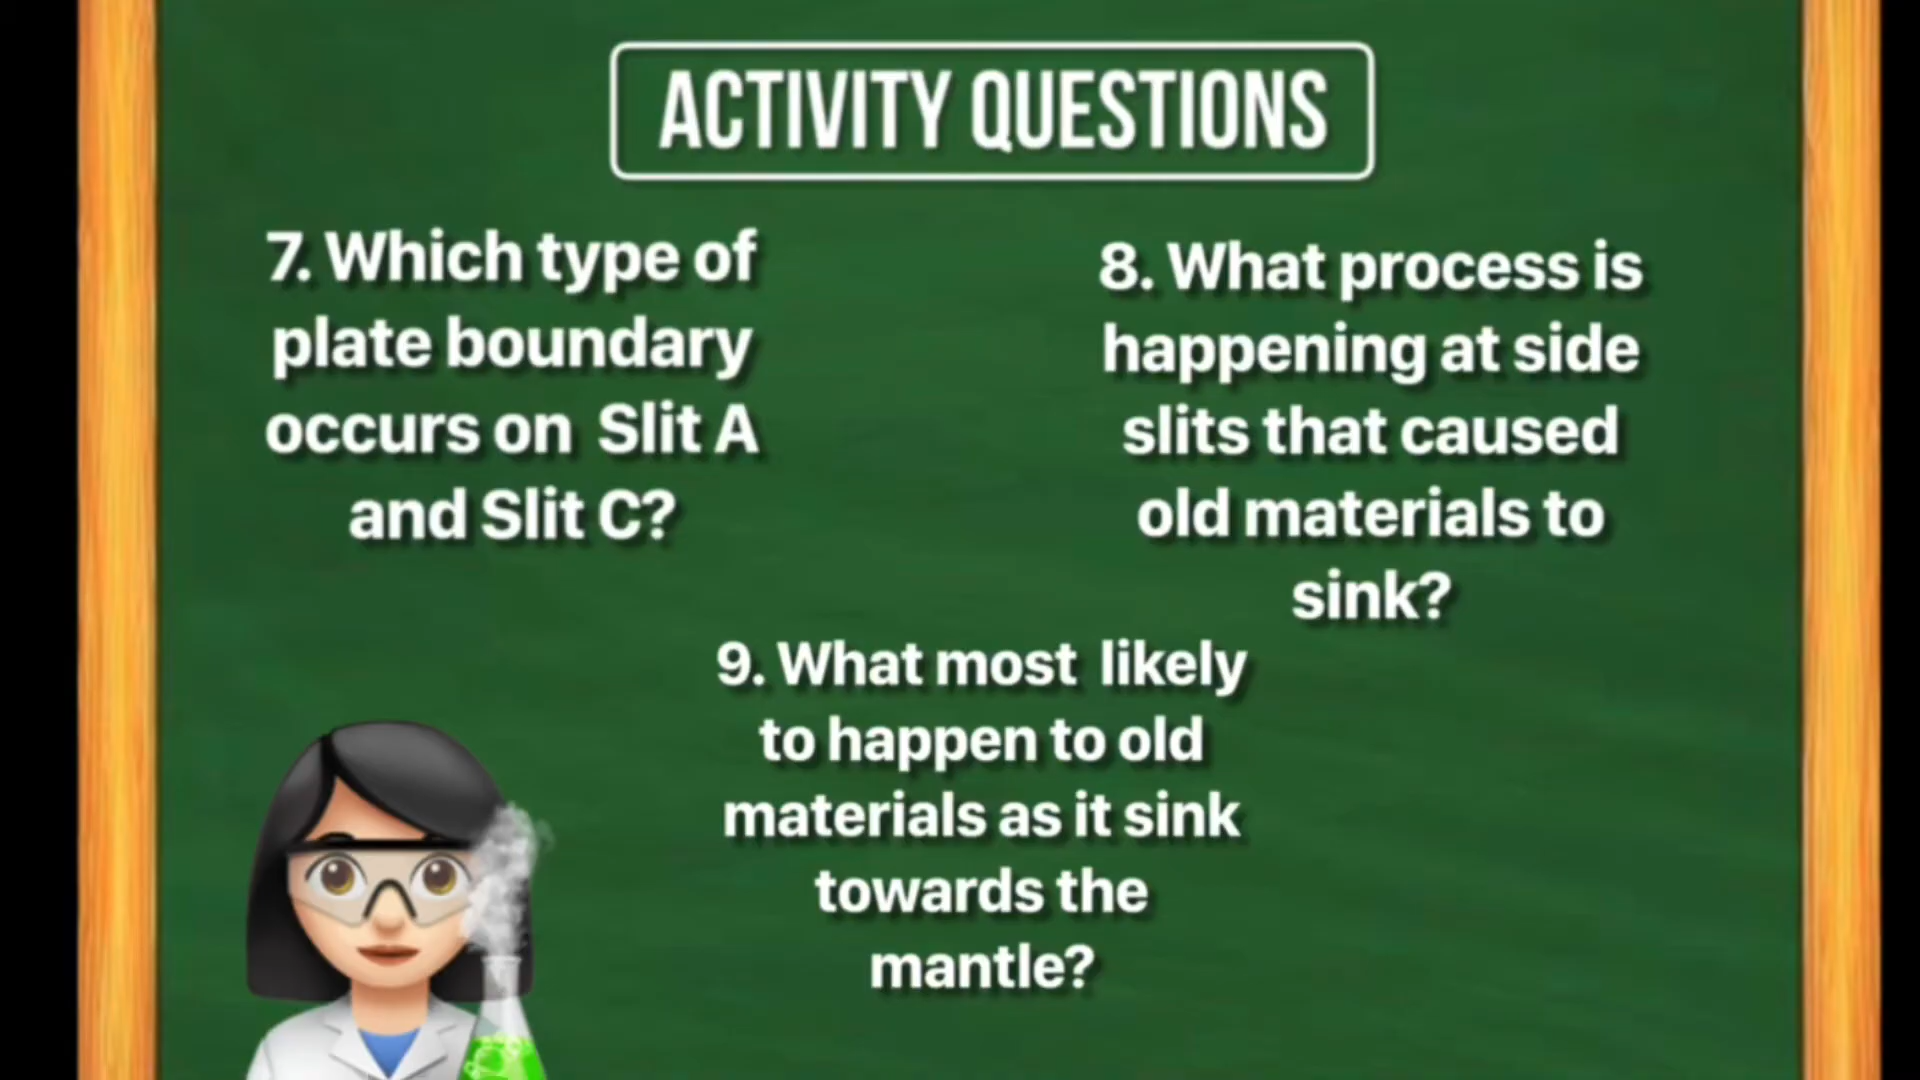 ACTIVITY QUESTIONS
7. Which type of
plate boundary
occurs on Slit A
and Slit C?
8. What process is
happening at side
slits that caused
old materials to
sink?
9. What most likely
to happen to old
materials as it sink
towards the
mantle?